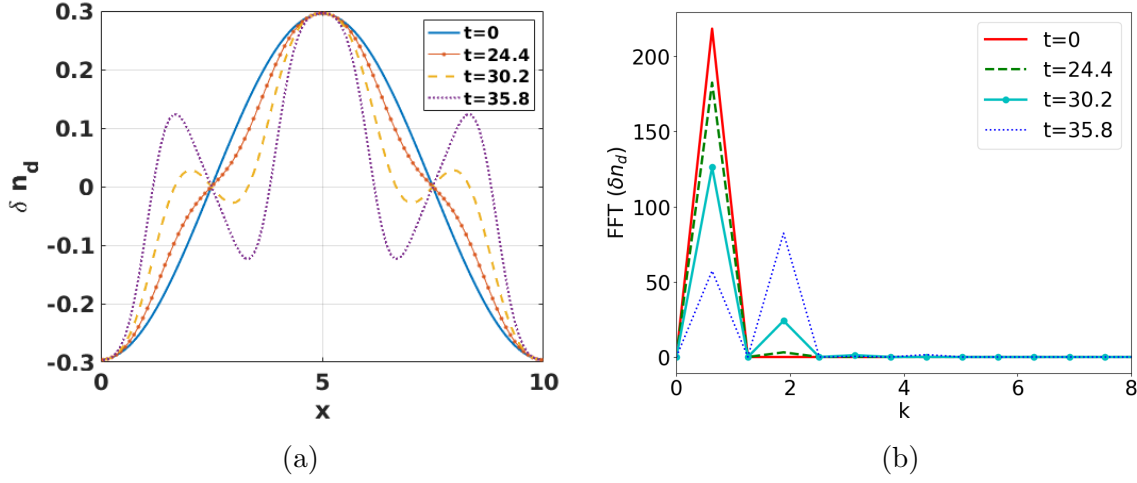 0.3
0.2
0.1
0
-0.1
-0.2
-0.3
δ n_d
0
5
10
x
t=0
t=24.4
t=30.2
t=35.8
(a)
200
150
100
50
0
FFT (δn_d)
0
2
4
6
8
k
t=0
t=24.4
t=30.2
t=35.8
(b)